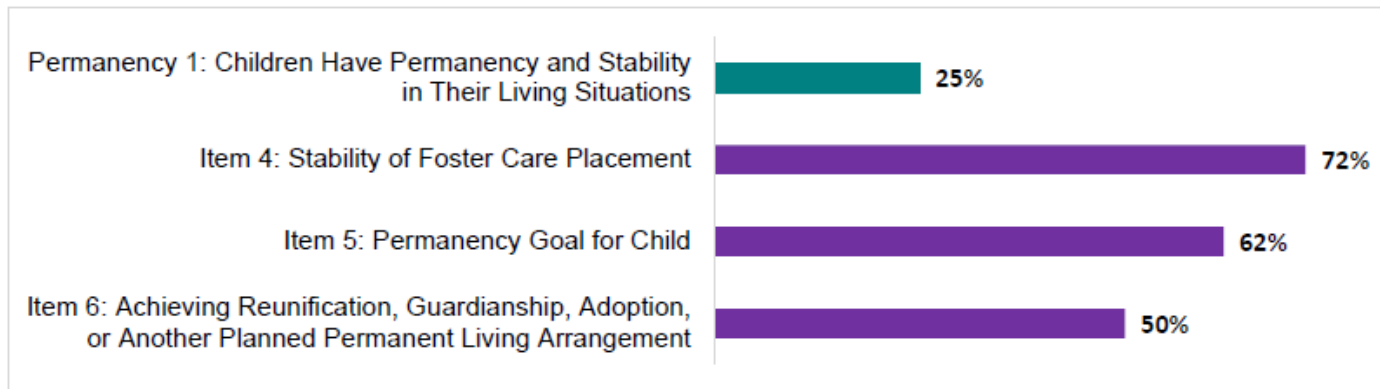 Permanency 1: Children Have Permanency and Stability
in Their Living Situations
25%
Item 4: Stability of Foster Care Placement
72%
Item 5: Permanency Goal for Child
62%
Item 6: Achieving Reunification, Guardianship, Adoption,
or Another Planned Permanent Living Arrangement
50%